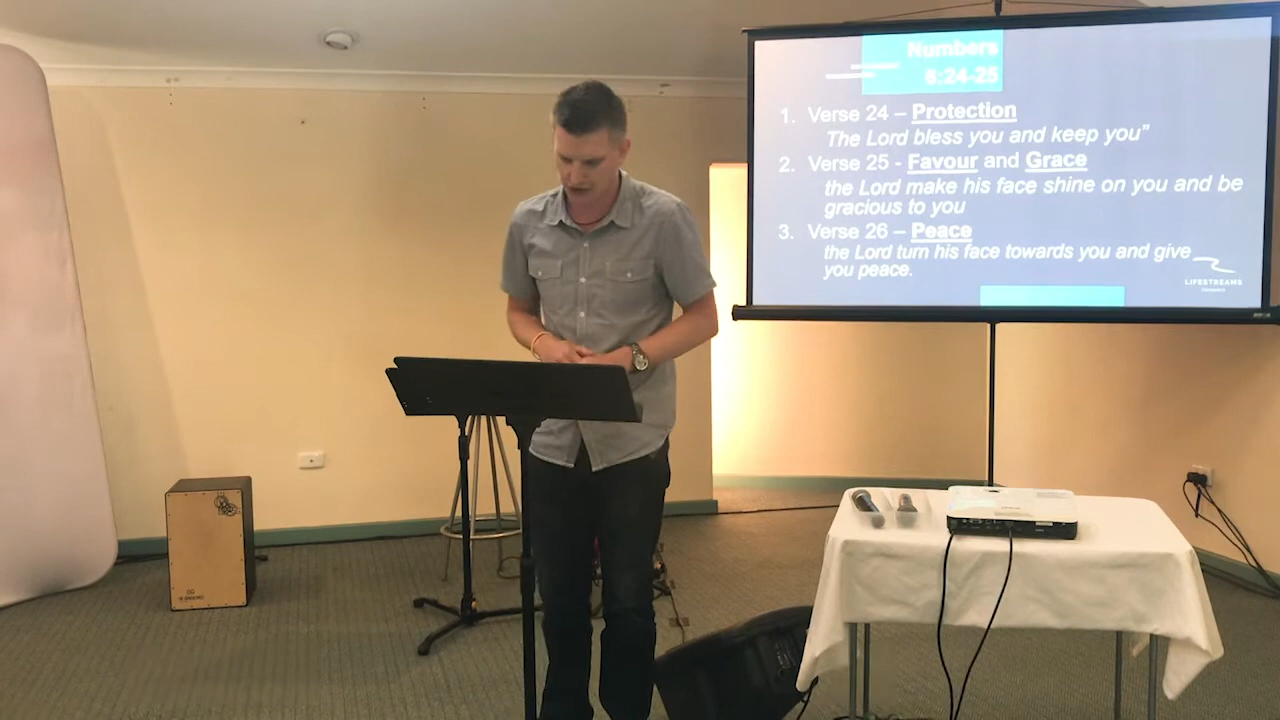 Numbers
6:24-25
1. Verse 24 – Protection
The Lord bless you and keep you”
2. Verse 25 - Favour and Grace
the Lord make his face shine on you and be
gracious to you
3. Verse 26 – Peace
the Lord turn his face towards you and give
you peace.
LIFESTREAMS